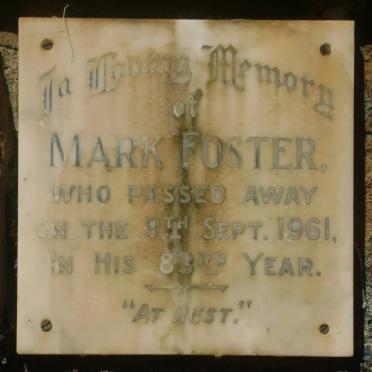 In Loving Memory
of
MARK FOSTER,
WHO PASSED AWAY
ON THE 9TH SEPT. 1961,
IN HIS 83RD YEAR.
"AT REST."